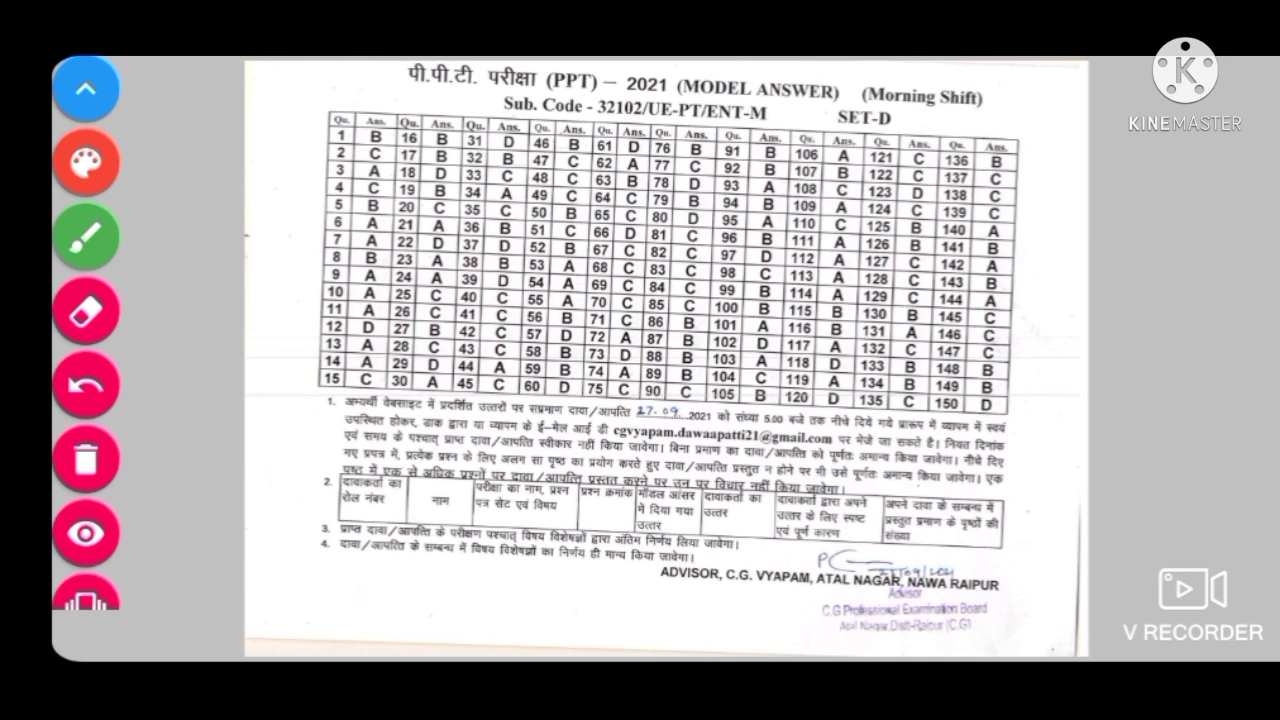 पी.पी.टी. परीक्षा (PPT) – 2021 (MODEL ANSWER) (Morning Shift)
Sub. Code - 32102/UE-PT/ENT-M SET-D
Qu. Ans. Qu. Ans. Qu. Ans. Qu. Ans. Qu. Ans. Qu. Ans. Qu. Ans. Qu. Ans. Qu. Ans. Qu. Ans.
1 B 16 B 31 D 46 B 61 D 76 B 91 B 106 A 121 C 136 B
2 C 17 B 32 B 47 C 62 A 77 C 92 B 107 B 122 C 137 C
3 A 18 D 33 C 48 C 63 B 78 D 93 A 108 C 123 D 138 C
4 C 19 B 34 A 49 C 64 C 79 B 94 B 109 A 124 C 139 C
5 B 20 C 35 C 50 B 65 C 80 D 95 A 110 C 125 B 140 A
6 A 21 A 36 B 51 C 66 D 81 C 96 B 111 A 126 B 141 B
7 A 22 D 37 D 52 B 67 C 82 C 97 D 112 A 127 C 142 A
8 B 23 A 38 B 53 A 68 C 83 C 98 C 113 A 128 C 143 B
9 A 24 A 39 D 54 A 69 C 84 C 99 B 114 A 129 C 144 A
10 A 25 C 40 C 55 A 70 C 85 C 100 B 115 B 130 B 145 C
11 A 26 C 41 C 56 B 71 C 86 B 101 A 116 B 131 A 146 C
12 D 27 B 42 C 57 D 72 A 87 B 102 D 117 A 132 C 147 C
13 A 28 C 43 C 58 B 73 D 88 B 103 A 118 D 133 B 148 B
14 A 29 D 44 A 59 B 74 A 89 B 104 C 119 A 134 B 149 B
15 C 30 A 45 C 60 D 75 C 90 C 105 B 120 D 135 C 150 D
1. अभ्यर्थी वेबसाइट में प्रदर्शित उत्तरों पर सप्रमाण दावा/आपत्ति 27.09 2021 को संध्या 5.00 बजे तक नीचे दिये गये प्रारूप में व्यापम में स्वयं
उपस्थित होकर, डाक द्वारा या व्यापम के ई-मेल आई डी cgvyapam.dawaapatti21@gmail.com पर भेजे जा सकते है। नियत दिनांक
एवं समय के पश्चात् प्राप्त दावा/आपत्ति स्वीकार नहीं किया जावेगा। बिना प्रमाण का दावा/आपत्ति को पूर्णतः अमान्य किया जावेगा। नीचे दिए
गए प्रपत्र में, प्रत्येक प्रश्न के लिए अलग सा पृष्ठ का प्रयोग करते हुए दावा/आपत्ति प्रस्तुत न होने पर भी उसे पूर्णतः अमान्य किया जावेगा। एक
पृष्ठ में एक से अधिक प्रश्नों पर दावा/आपत्ति प्रस्तुत करने पर उन पर विचार नहीं किया जावेगा।
2. दावाकर्ता का रोल नंबर नाम परीक्षा का नाम, प्रश्न पत्र सेट एवं विषय प्रश्न क्रमांक मॉडल आंसर में दिया गया उत्तर दावाकर्ता का उत्तर दावाकर्ता द्वारा अपने उत्तर के लिए स्पष्ट एवं पूर्ण कारण अपने दावा के सम्बन्ध में प्रस्तुत प्रमाण के पृष्ठों की संख्या
3. प्राप्त दावा/आपत्ति के परीक्षण पश्चात् विषय विशेषज्ञों द्वारा अंतिम निर्णय लिया जावेगा।
4. दावा/आपत्ति के सम्बन्ध में विषय विशेषज्ञों का निर्णय ही मान्य किया जावेगा।
ADVISOR, C.G. VYAPAM, ATAL NAGAR, NAWA RAIPUR
Advisor
C.G Professional Examination Board
Atal Nagar, Distt-Raipur (C.G)
K
KINEMASTER
V RECORDER